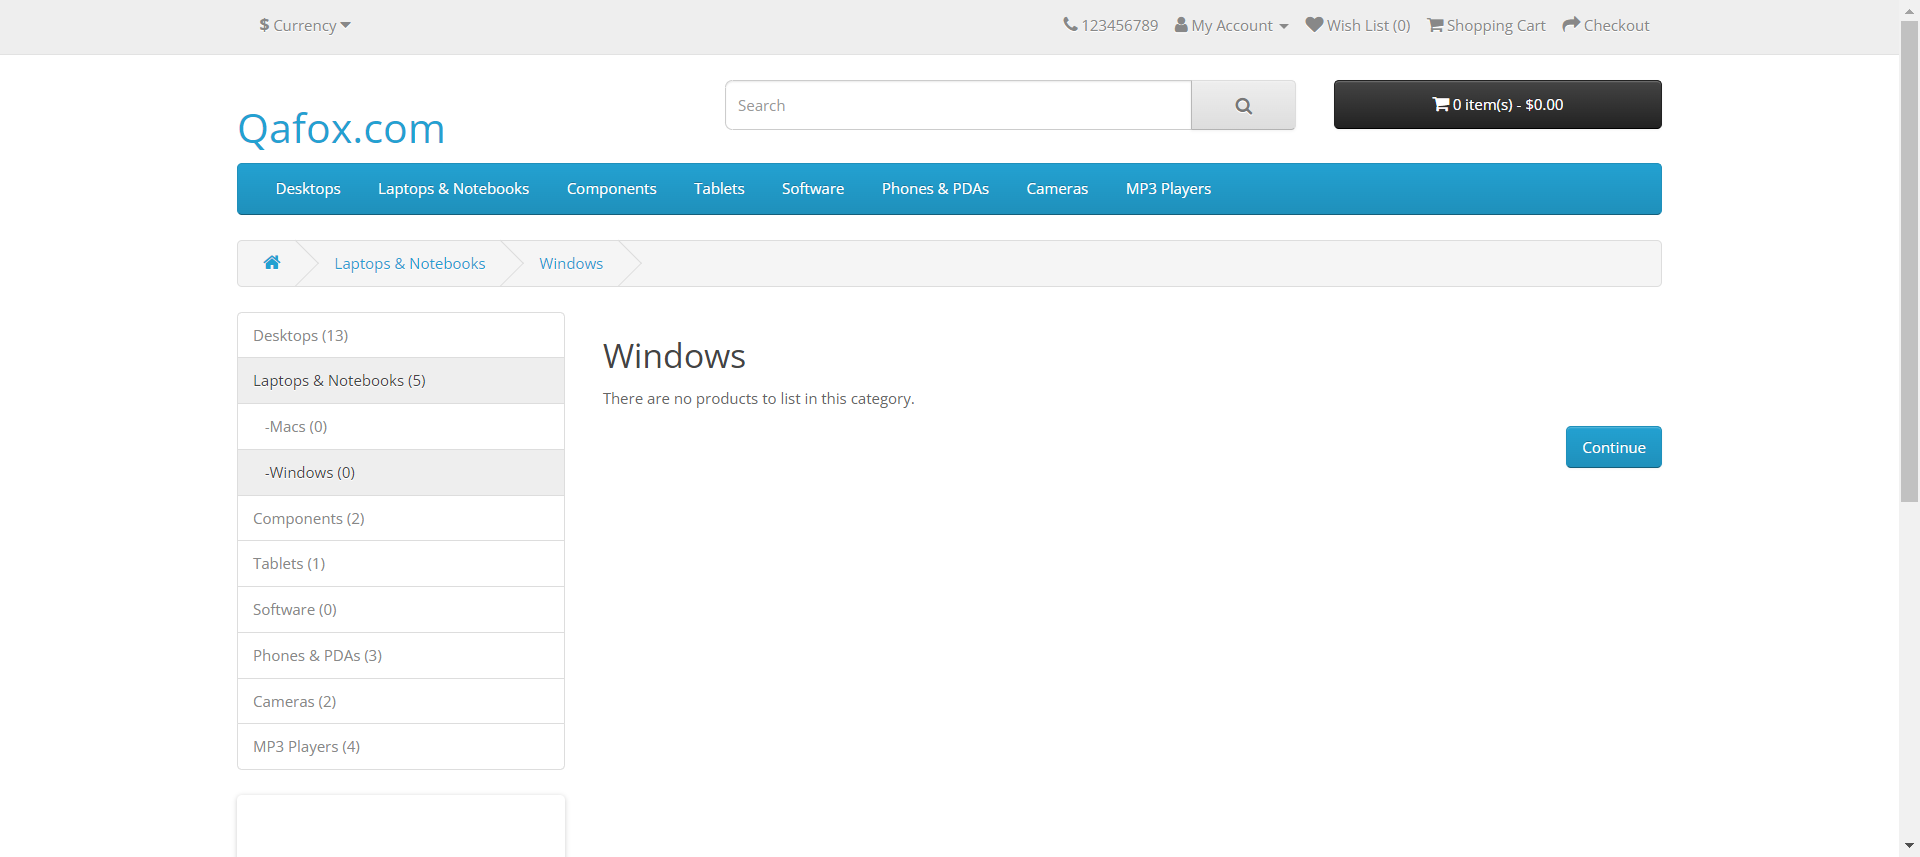 $ Currency
123456789 My Account Wish List (0) Shopping Cart Checkout
Qafox.com
Search
0 item(s) - $0.00
Desktops Laptops & Notebooks Components Tablets Software Phones & PDAs Cameras MP3 Players
Laptops & Notebooks Windows
Desktops (13)
Laptops & Notebooks (5)
-Macs (0)
-Windows (0)
Components (2)
Tablets (1)
Software (0)
Phones & PDAs (3)
Cameras (2)
MP3 Players (4)
Windows
There are no products to list in this category.
Continue